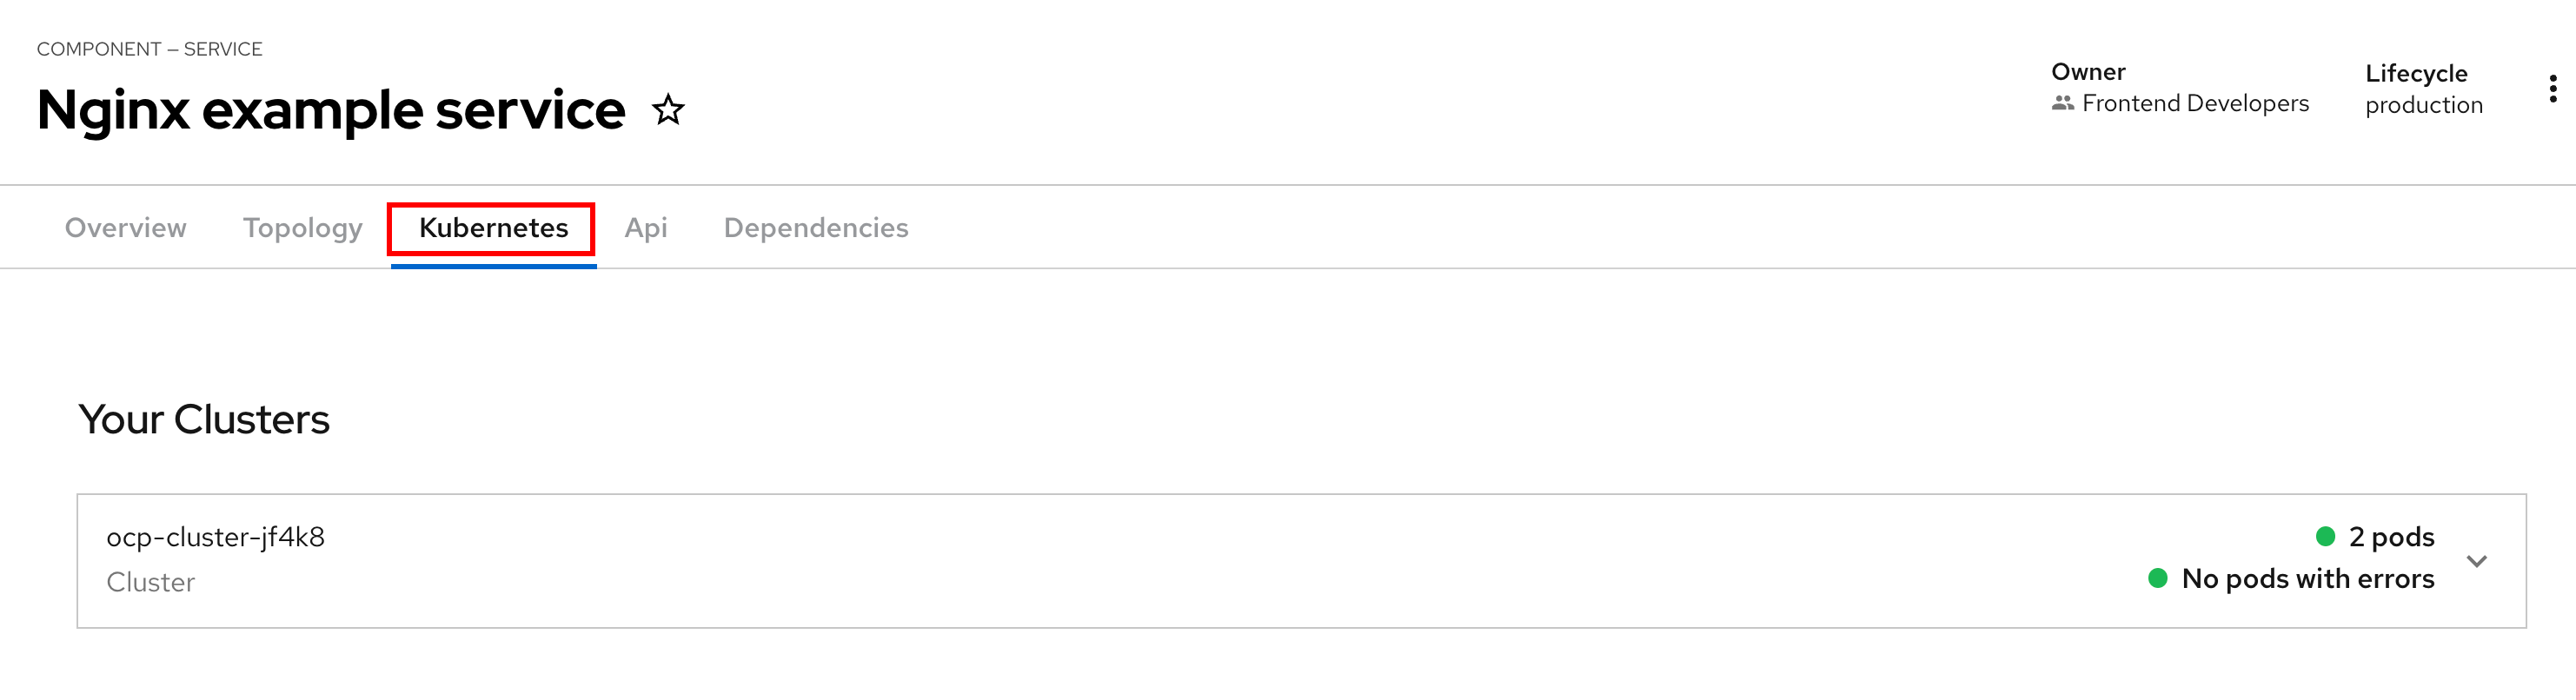 COMPONENT — SERVICE
Nginx example service
Owner
Frontend Developers
Lifecycle
production
Overview
Topology
Kubernetes
Api
Dependencies
Your Clusters
ocp-cluster-jf4k8
Cluster
2 pods
No pods with errors